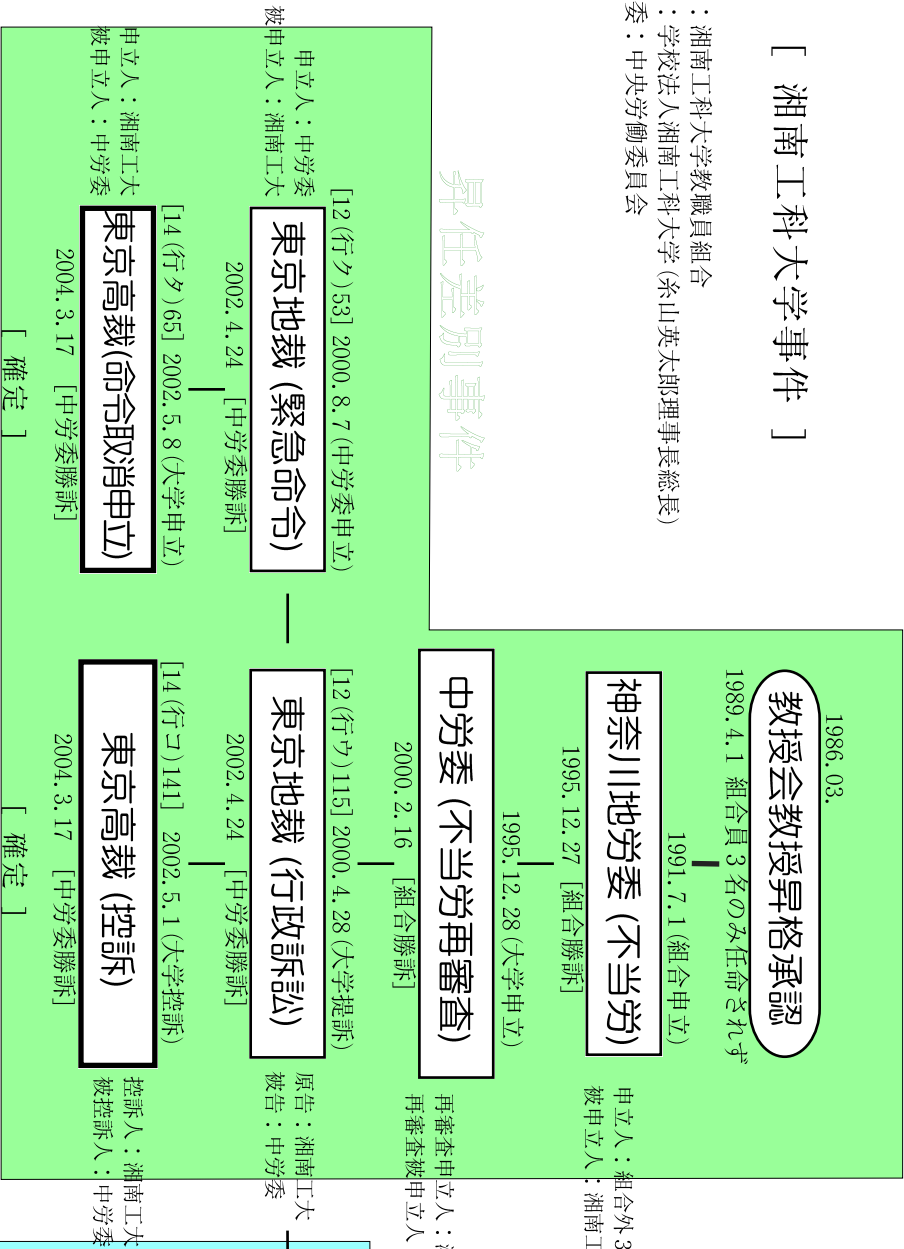 [ 湘南工科大学事件 ]
：湘南工科大学教職員組合
：学校法人湘南工科大学(糸山英太郎理事長総長)
委：中央労働委員会
昇任差別事件
1986.03.
教授会教授昇格承認
1989.4.1 組合員３名のみ任命されず
1991.7.1(組合申立)
神奈川地労委 (不当労)
1995.12.27 [組合勝訴]
申立人：組合外3
被申立人：湘南工
1995.12.28(大学申立)
中労委 (不当労再審査)
2000.2.16 [組合勝訴]
再審査申立人：湘
再審査被申立人
[12(行ウ)115] 2000.4.28(大学提訴)
東京地裁 (行政訴訟)
2002.4.24 [中労委勝訴]
原告：湘南工大
被告：中労委
[12(行ク)53] 2000.8.7(中労委申立)
申立人：中労委
被申立人：湘南工大
東京地裁 (緊急命令)
2002.4.24 [中労委勝訴]
[14(行タ)65] 2002.5.8(大学申立)
申立人：湘南工大
被申立人：中労委
東京高裁(命令取消申立)
2004.3.17 [中労委勝訴]
[ 確定 ]
[14(行コ)141] 2002.5.1(大学控訴)
東京高裁 (控訴)
2004.3.17 [中労委勝訴]
控訴人：湘南工大
被控訴人：中労委
[ 確定 ]